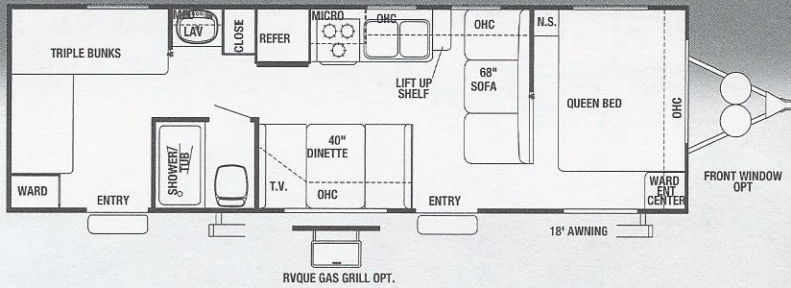 MED
LAV
CLOSE
REFER
MICRO
OHC
OHC
N.S.
TRIPLE BUNKS
LIFT UP
SHELF
68"
SOFA
QUEEN BED
OHC
SHOWER/
TUB
40"
DINETTE
T.V.
OHC
WARD
ENTRY
ENTRY
WARD
ENT
CENTER
FRONT WINDOW
OPT
18' AWNING
RVQUE GAS GRILL OPT.